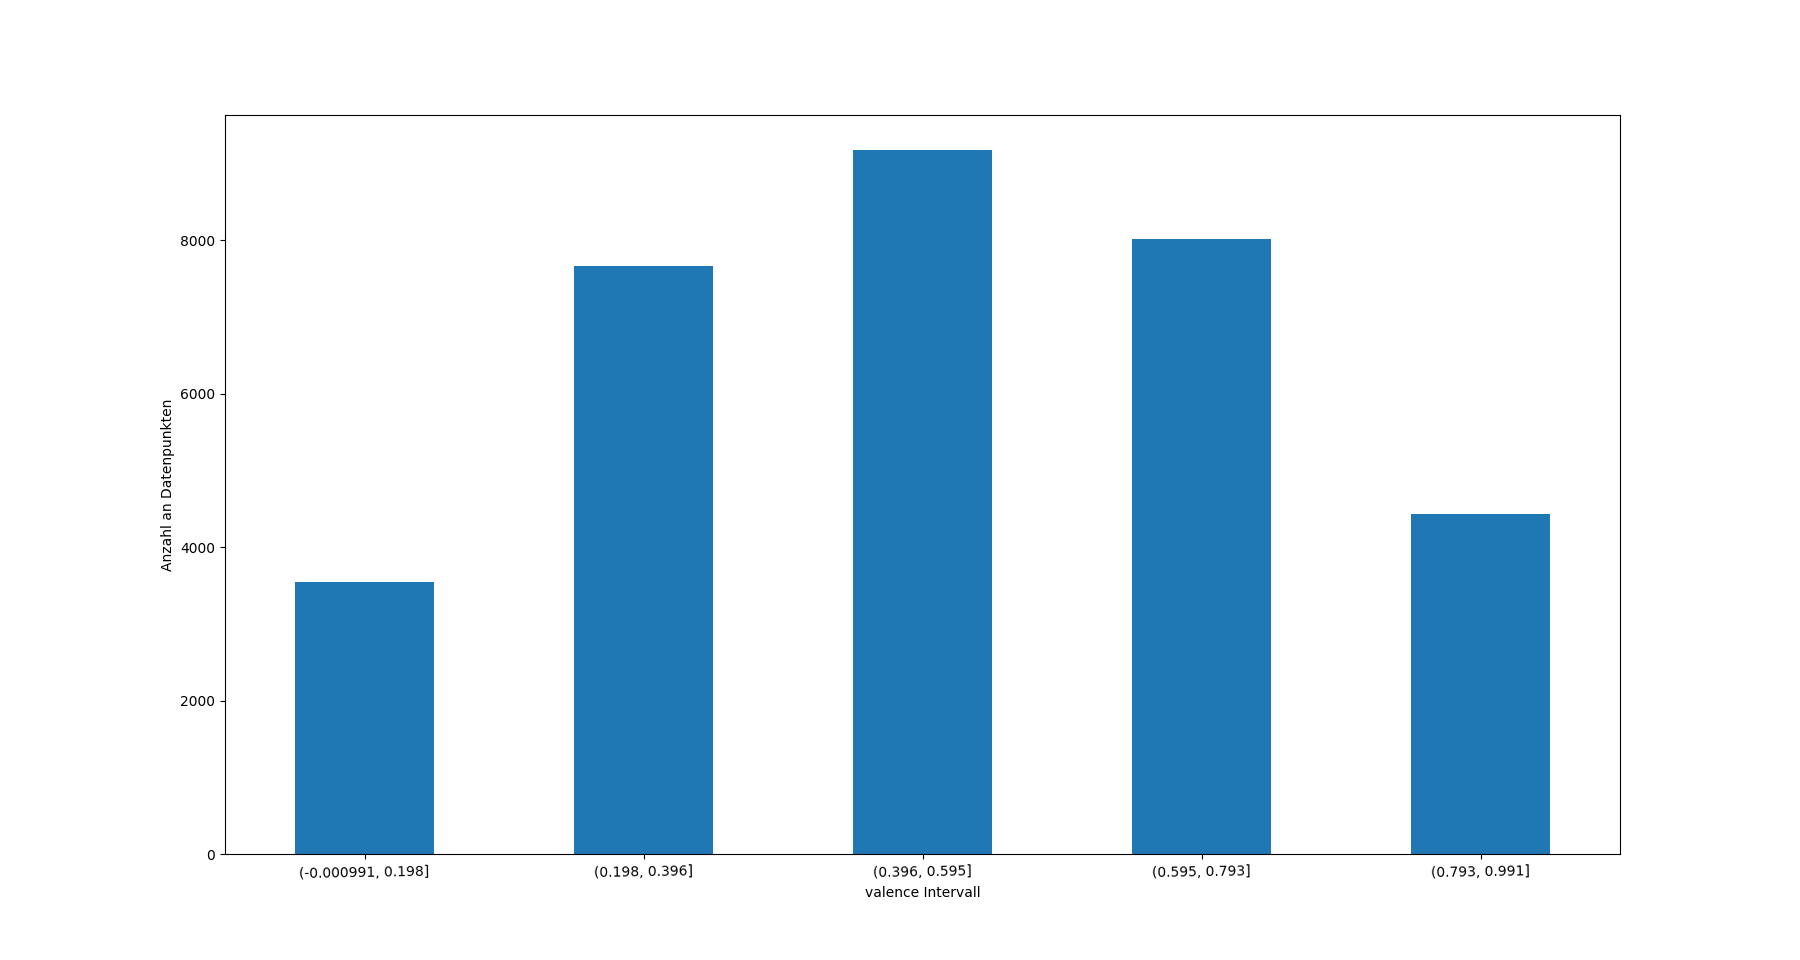 Anzahl an Datenpunkten
8000
6000
4000
2000
0
(-0.000991, 0.198] (0.198, 0.396] (0.396, 0.595] (0.595, 0.793] (0.793, 0.991]
valence Intervall